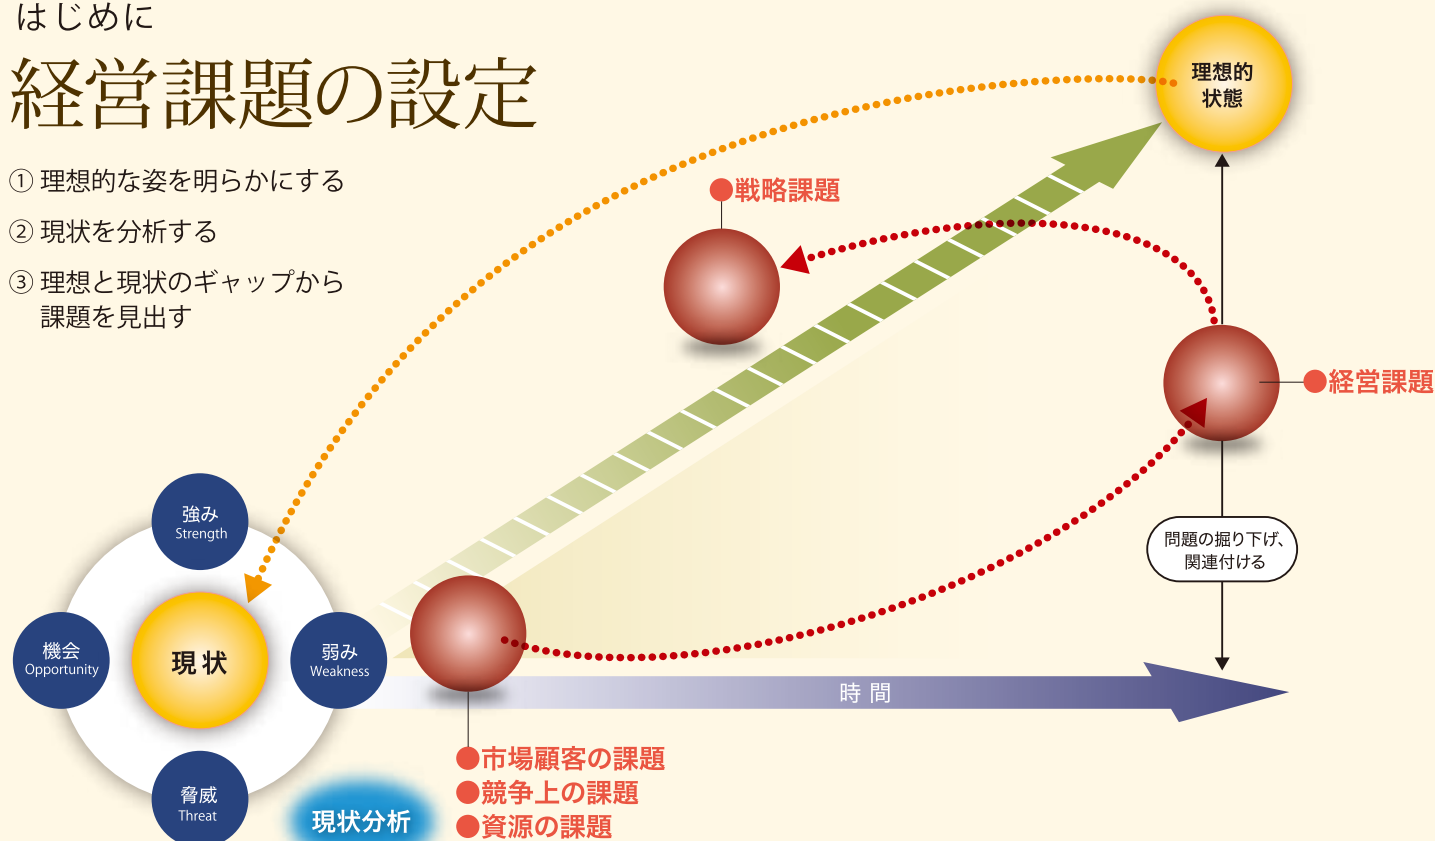 はじめに
経営課題の設定
① 理想的な姿を明らかにする
② 現状を分析する
③ 理想と現状のギャップから
課題を見出す
理想的
状態
●戦略課題
●経営課題
問題の掘り下げ、
関連付ける
強み
Strength
機会
Opportunity
現状
弱み
Weakness
脅威
Threat
時間
●市場顧客の課題
●競争上の課題
●資源の課題
現状分析